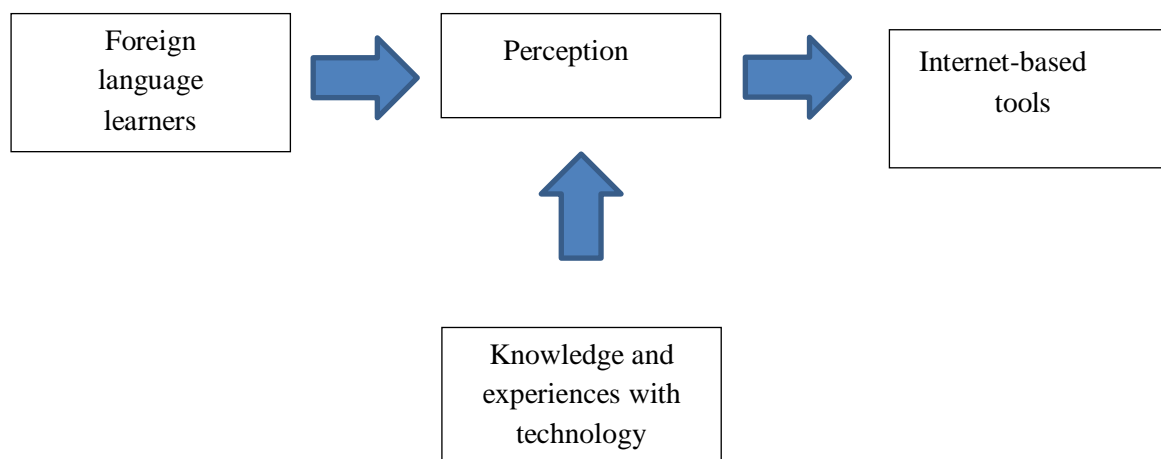 Foreign
language
learners
Perception
Internet-based
tools
Knowledge and
experiences with
technology